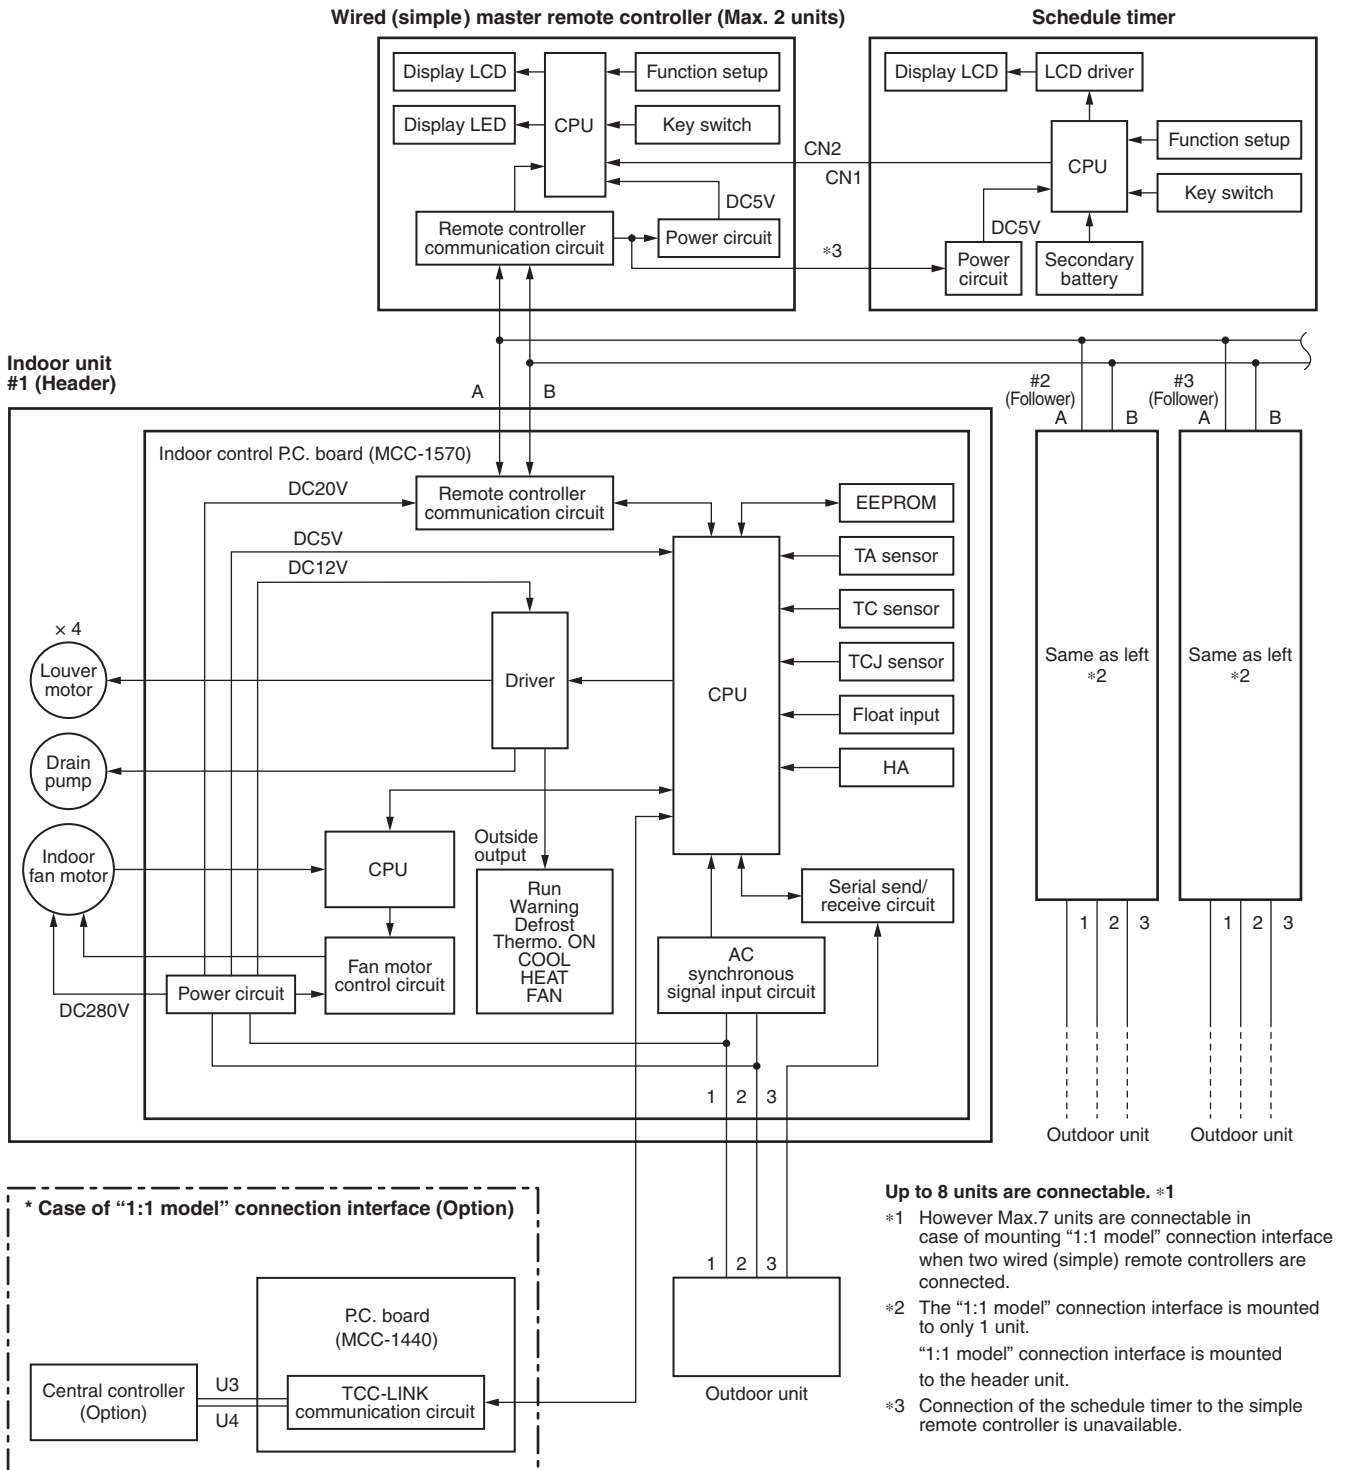 Wired (simple) master remote controller (Max. 2 units)
Schedule timer
Display LCD
Display LED
CPU
Function setup
Key switch
DC5V
Remote controller
communication circuit
Power circuit
CN2
CN1
∗3
Display LCD
LCD driver
CPU
Function setup
Key switch
DC5V
Power
circuit
Secondary
battery
Indoor unit
#1 (Header)
A
B
#2
(Follower)
A
B
#3
(Follower)
A
B
Indoor control P.C. board (MCC-1570)
DC20V
Remote controller
communication circuit
DC5V
DC12V
EEPROM
TA sensor
TC sensor
TCJ sensor
Float input
HA
CPU
Driver
× 4
Louver
motor
Drain
pump
Indoor
fan motor
CPU
Outside
output
Run
Warning
Defrost
Thermo. ON
COOL
HEAT
FAN
Fan motor
control circuit
Power circuit
DC280V
AC
synchronous
signal input circuit
Serial send/
receive circuit
1
2
3
Same as left
∗2
Same as left
∗2
1
2
3
1
2
3
Outdoor unit
Outdoor unit
* Case of “1:1 model” connection interface (Option)
P.C. board
(MCC-1440)
Central controller
(Option)
U3
U4
TCC-LINK
communication circuit
1
2
3
Outdoor unit
Up to 8 units are connectable. ∗1
∗1 However Max.7 units are connectable in
case of mounting “1:1 model” connection interface
when two wired (simple) remote controllers are
connected.
∗2 The “1:1 model” connection interface is mounted
to only 1 unit.
“1:1 model” connection interface is mounted
to the header unit.
∗3 Connection of the schedule timer to the simple
remote controller is unavailable.